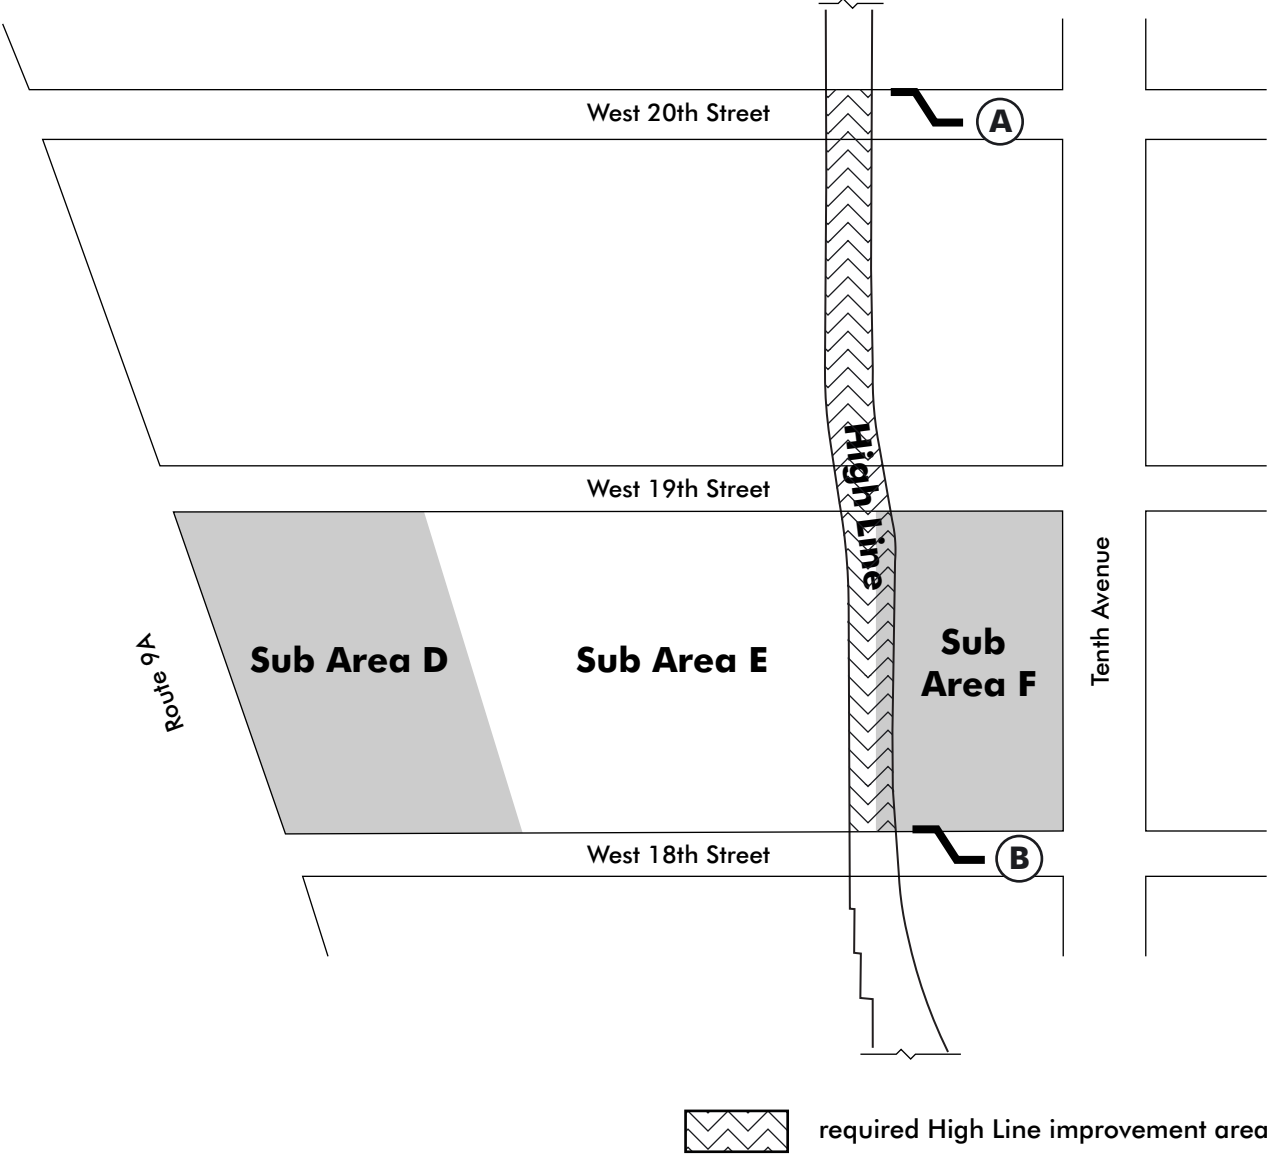 West 20th Street
A
High Line
West 19th Street
Route 9A
Sub Area D
Sub Area E
Sub
Area F
Tenth Avenue
West 18th Street
B
required High Line improvement area